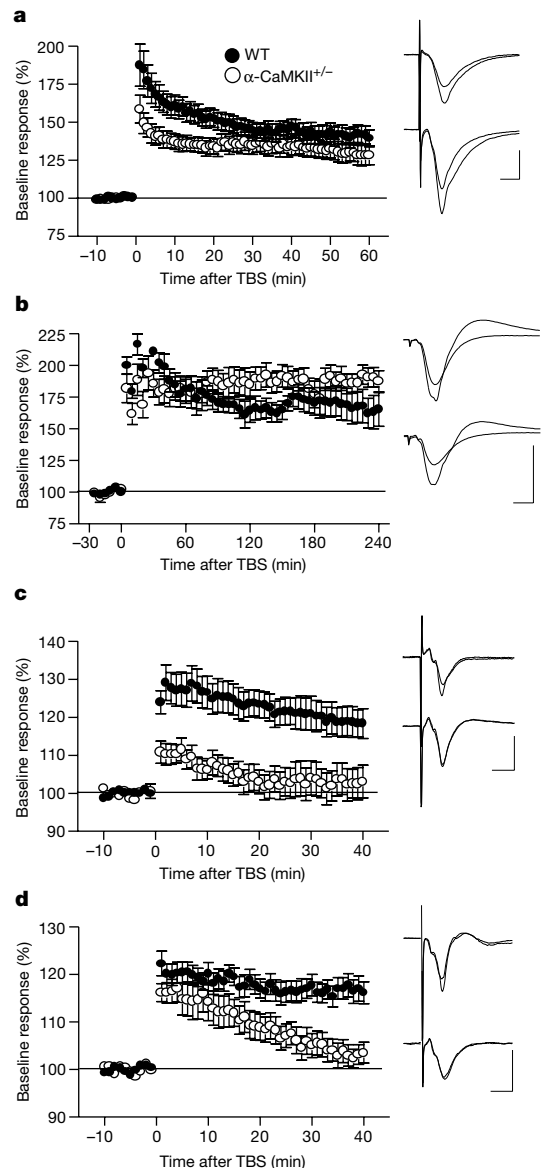 a
Baseline response (%)
200
175
150
125
100
75
WT
α-CaMKII+/−
−10 0 10 20 30 40 50 60
Time after TBS (min)
b
Baseline response (%)
225
200
175
150
125
100
75
−30 0 60 120 180 240
Time after TBS (min)
c
Baseline response (%)
140
130
120
110
100
90
−10 0 10 20 30 40
Time after TBS (min)
d
Baseline response (%)
130
120
110
100
90
−10 0 10 20 30 40
Time after TBS (min)